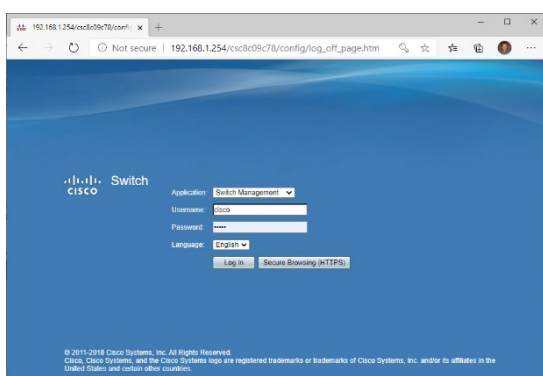 192.168.1.254/csc8c09c78/config
Not secure | 192.168.1.254/csc8c09c78/config/log_off_page.htm
CISCO Switch
Application: Switch Management
Username: cisco
Password: •••••
Language: English
Log In Secure Browsing (HTTPS)
© 2011-2018 Cisco Systems, Inc. All Rights Reserved.
Cisco, Cisco Systems, and the Cisco Systems logo are registered trademarks or trademarks of Cisco Systems, Inc. and/or its affiliates in the
United States and certain other countries.